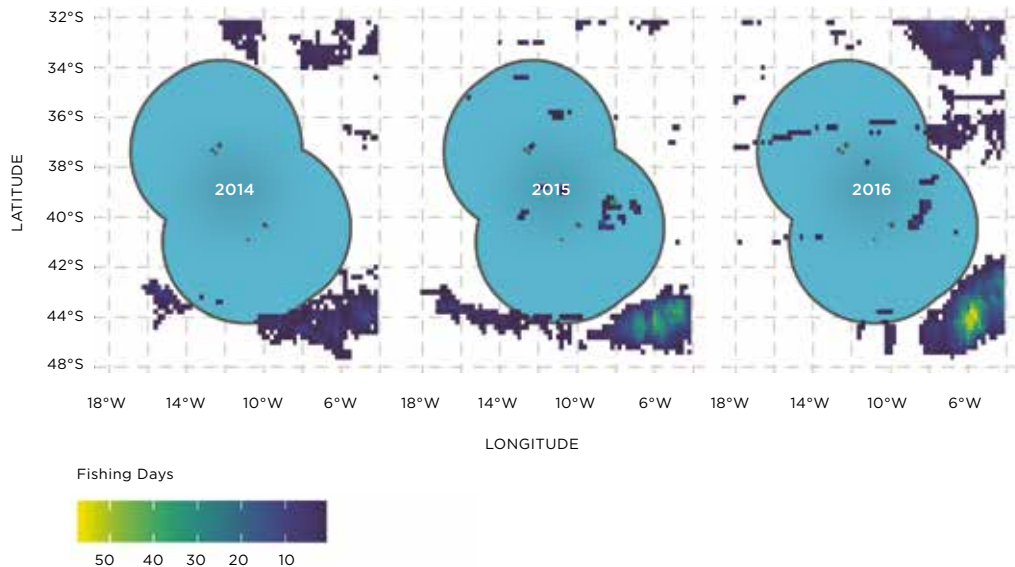 32°S
34°S
36°S
38°S
40°S
42°S
44°S
48°S
LATITUDE
2014
2015
2016
18°W 14°W 10°W 6°W 18°W 14°W 10°W 6°W 18°W 14°W 10°W 6°W
LONGITUDE
Fishing Days
50 40 30 20 10